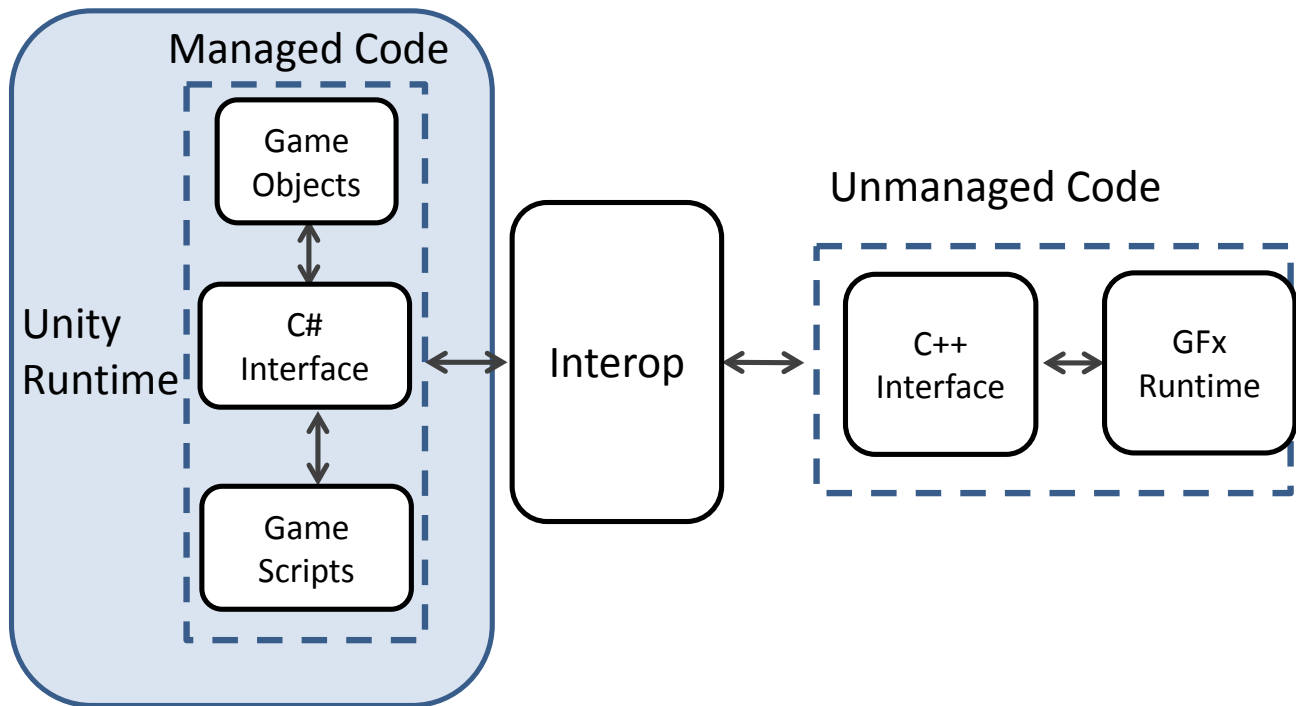 Managed Code
Game
Objects
Unity
Runtime
C#
Interface
Game
Scripts
Interop
Unmanaged Code
C++
Interface
GFx
Runtime